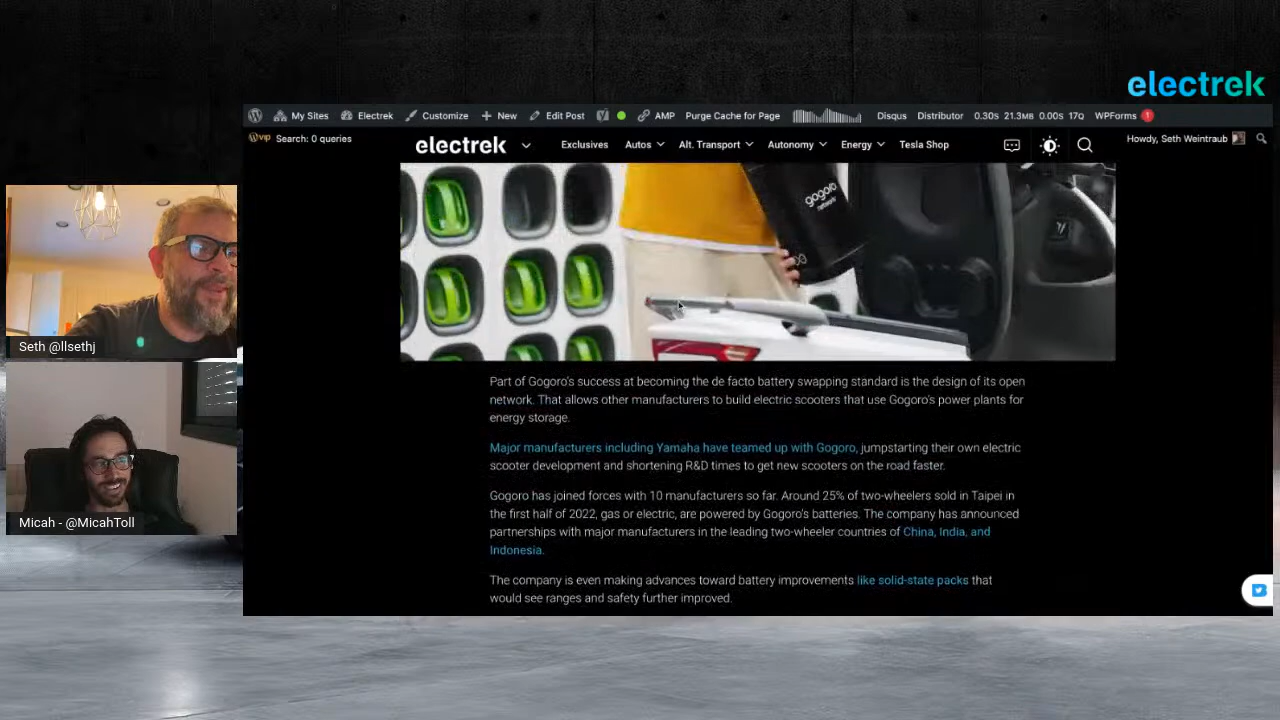 electrek
My Sites Electrek Customize New Edit Post AMP Purge Cache for Page Disqus Distributor 0.30s 21.3MB 0.00s 17Q WPForms 1
vip Search: 0 queries
Howdy, Seth Weintraub
electrek Exclusives Autos Alt. Transport Autonomy Energy Tesla Shop
gogoro
network
Seth @llsethj
Micah - @MicahToll
Part of Gogoro's success at becoming the de facto battery swapping standard is the design of its open
network. That allows other manufacturers to build electric scooters that use Gogoro's power plants for
energy storage.
Major manufacturers including Yamaha have teamed up with Gogoro, jumpstarting their own electric
scooter development and shortening R&D times to get new scooters on the road faster.
Gogoro has joined forces with 10 manufacturers so far. Around 25% of two-wheelers sold in Taipei in
the first half of 2022, gas or electric, are powered by Gogoro's batteries. The company has announced
partnerships with major manufacturers in the leading two-wheeler countries of China, India, and
Indonesia.
The company is even making advances toward battery improvements like solid-state packs that
would see ranges and safety further improved.